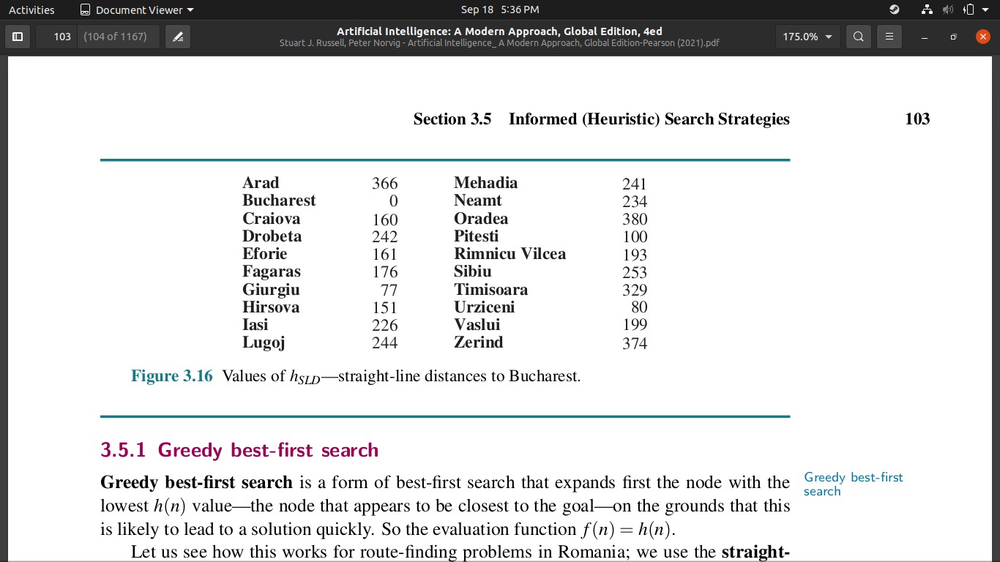 Activities Document Viewer Sep 18 5:36 PM
103 (104 of 1167) Artificial Intelligence: A Modern Approach, Global Edition, 4ed 175.0%
Stuart J. Russell, Peter Norvig - Artificial Intelligence_ A Modern Approach, Global Edition-Pearson (2021).pdf
Section 3.5 Informed (Heuristic) Search Strategies 103
Arad 366 Mehadia 241
Bucharest 0 Neamt 234
Craiova 160 Oradea 380
Drobeta 242 Pitesti 100
Eforie 161 Rimnicu Vilcea 193
Fagaras 176 Sibiu 253
Giurgiu 77 Timisoara 329
Hirsova 151 Urziceni 80
Iasi 226 Vaslui 199
Lugoj 244 Zerind 374
Figure 3.16 Values of hSLD—straight-line distances to Bucharest.
3.5.1 Greedy best-first search
Greedy best-first search is a form of best-first search that expands first the node with the
lowest h(n) value—the node that appears to be closest to the goal—on the grounds that this
is likely to lead to a solution quickly. So the evaluation function f(n) = h(n).
Let us see how this works for route-finding problems in Romania; we use the straight-
Greedy best-first
search